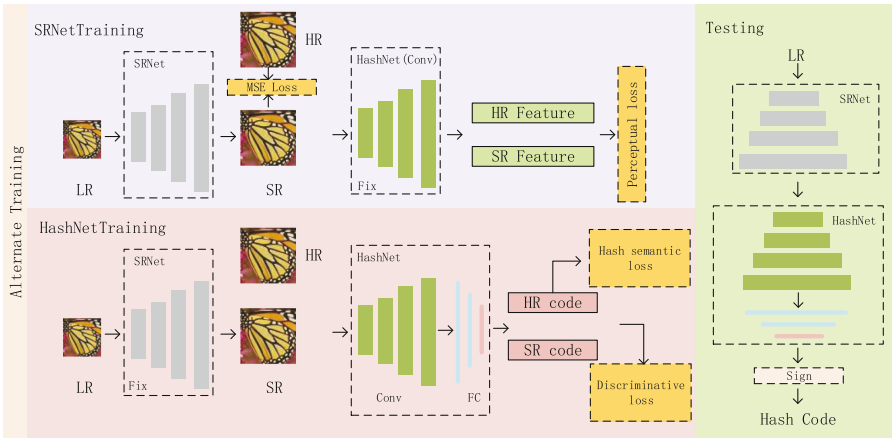 Alternate Training
SRNetTraining
HR
SRNet
MSE Loss
HashNet(Conv)
HR Feature
SR Feature
Perceptual loss
Fix
LR
SR
HashNetTraining
HR
SRNet
HashNet
Hash semantic
loss
HR code
SR code
Discriminative
loss
Fix
LR
SR
Conv
FC
Testing
LR
SRNet
HashNet
Sign
Hash Code